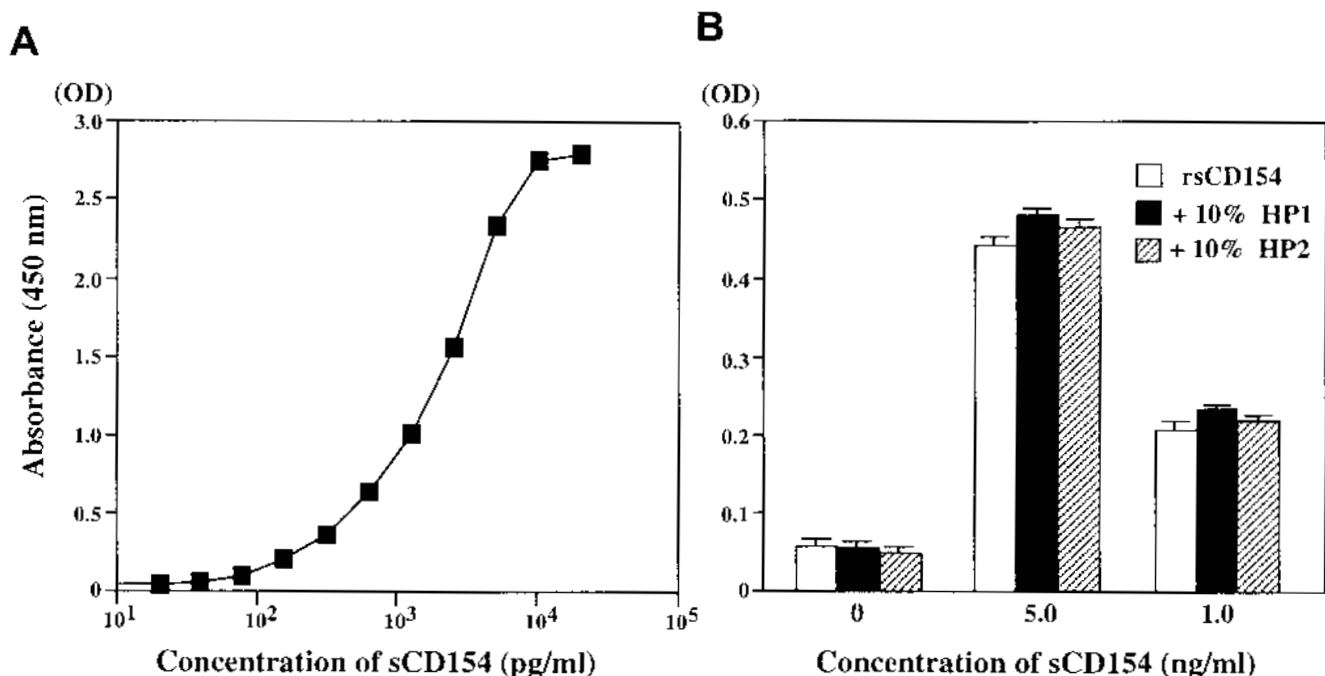 A
(OD)
3.0
2.5
2.0
1.5
1.0
0.5
0
Absorbance (450 nm)
10¹ 10² 10³ 10⁴ 10⁵
Concentration of sCD154 (pg/ml)
B
(OD)
0.6
0.5
0.4
0.3
0.2
0.1
0
rsCD154
+ 10% HP1
+ 10% HP2
0 5.0 1.0
Concentration of sCD154 (ng/ml)